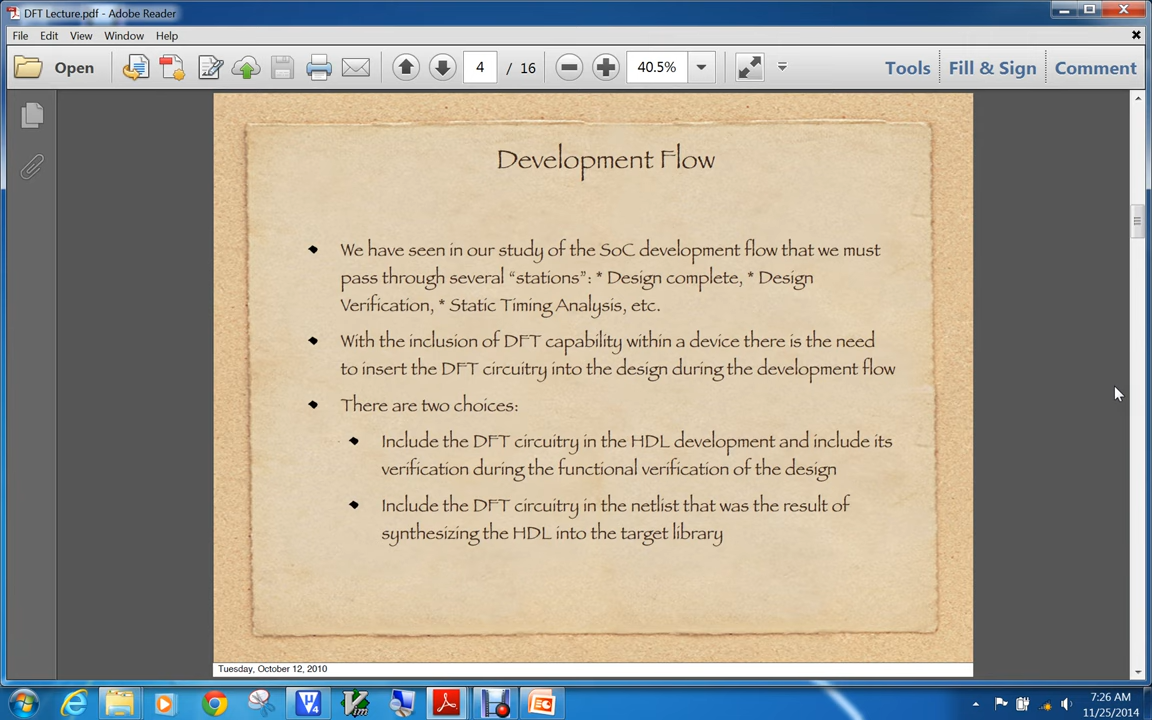 DFT Lecture.pdf - Adobe Reader
File Edit View Window Help
Open 4 / 16 40.5% Tools Fill & Sign Comment
Development Flow
We have seen in our study of the SoC development flow that we must
pass through several “stations”: * Design complete, * Design
Verification, * Static Timing Analysis, etc.
With the inclusion of DFT capability within a device there is the need
to insert the DFT circuitry into the design during the development flow
There are two choices:
Include the DFT circuitry in the HDL development and include its
verification during the functional verification of the design
Include the DFT circuitry in the netlist that was the result of
synthesizing the HDL into the target library
Tuesday, October 12, 2010
7:26 AM
11/25/2014